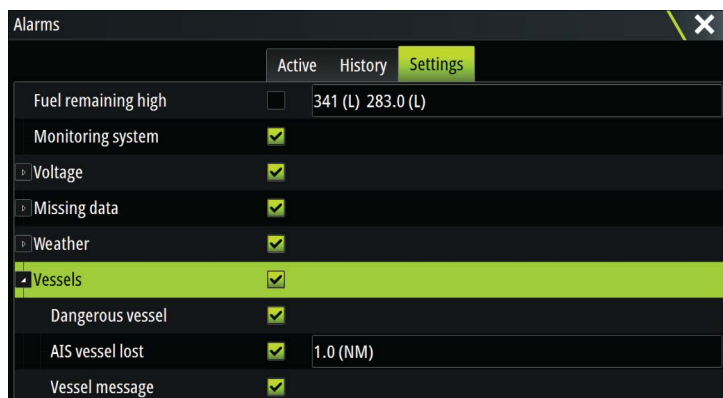 Alarms
Active History Settings
Fuel remaining high 341 (L) 283.0 (L)
Monitoring system
Voltage
Missing data
Weather
Vessels
Dangerous vessel
AIS vessel lost 1.0 (NM)
Vessel message